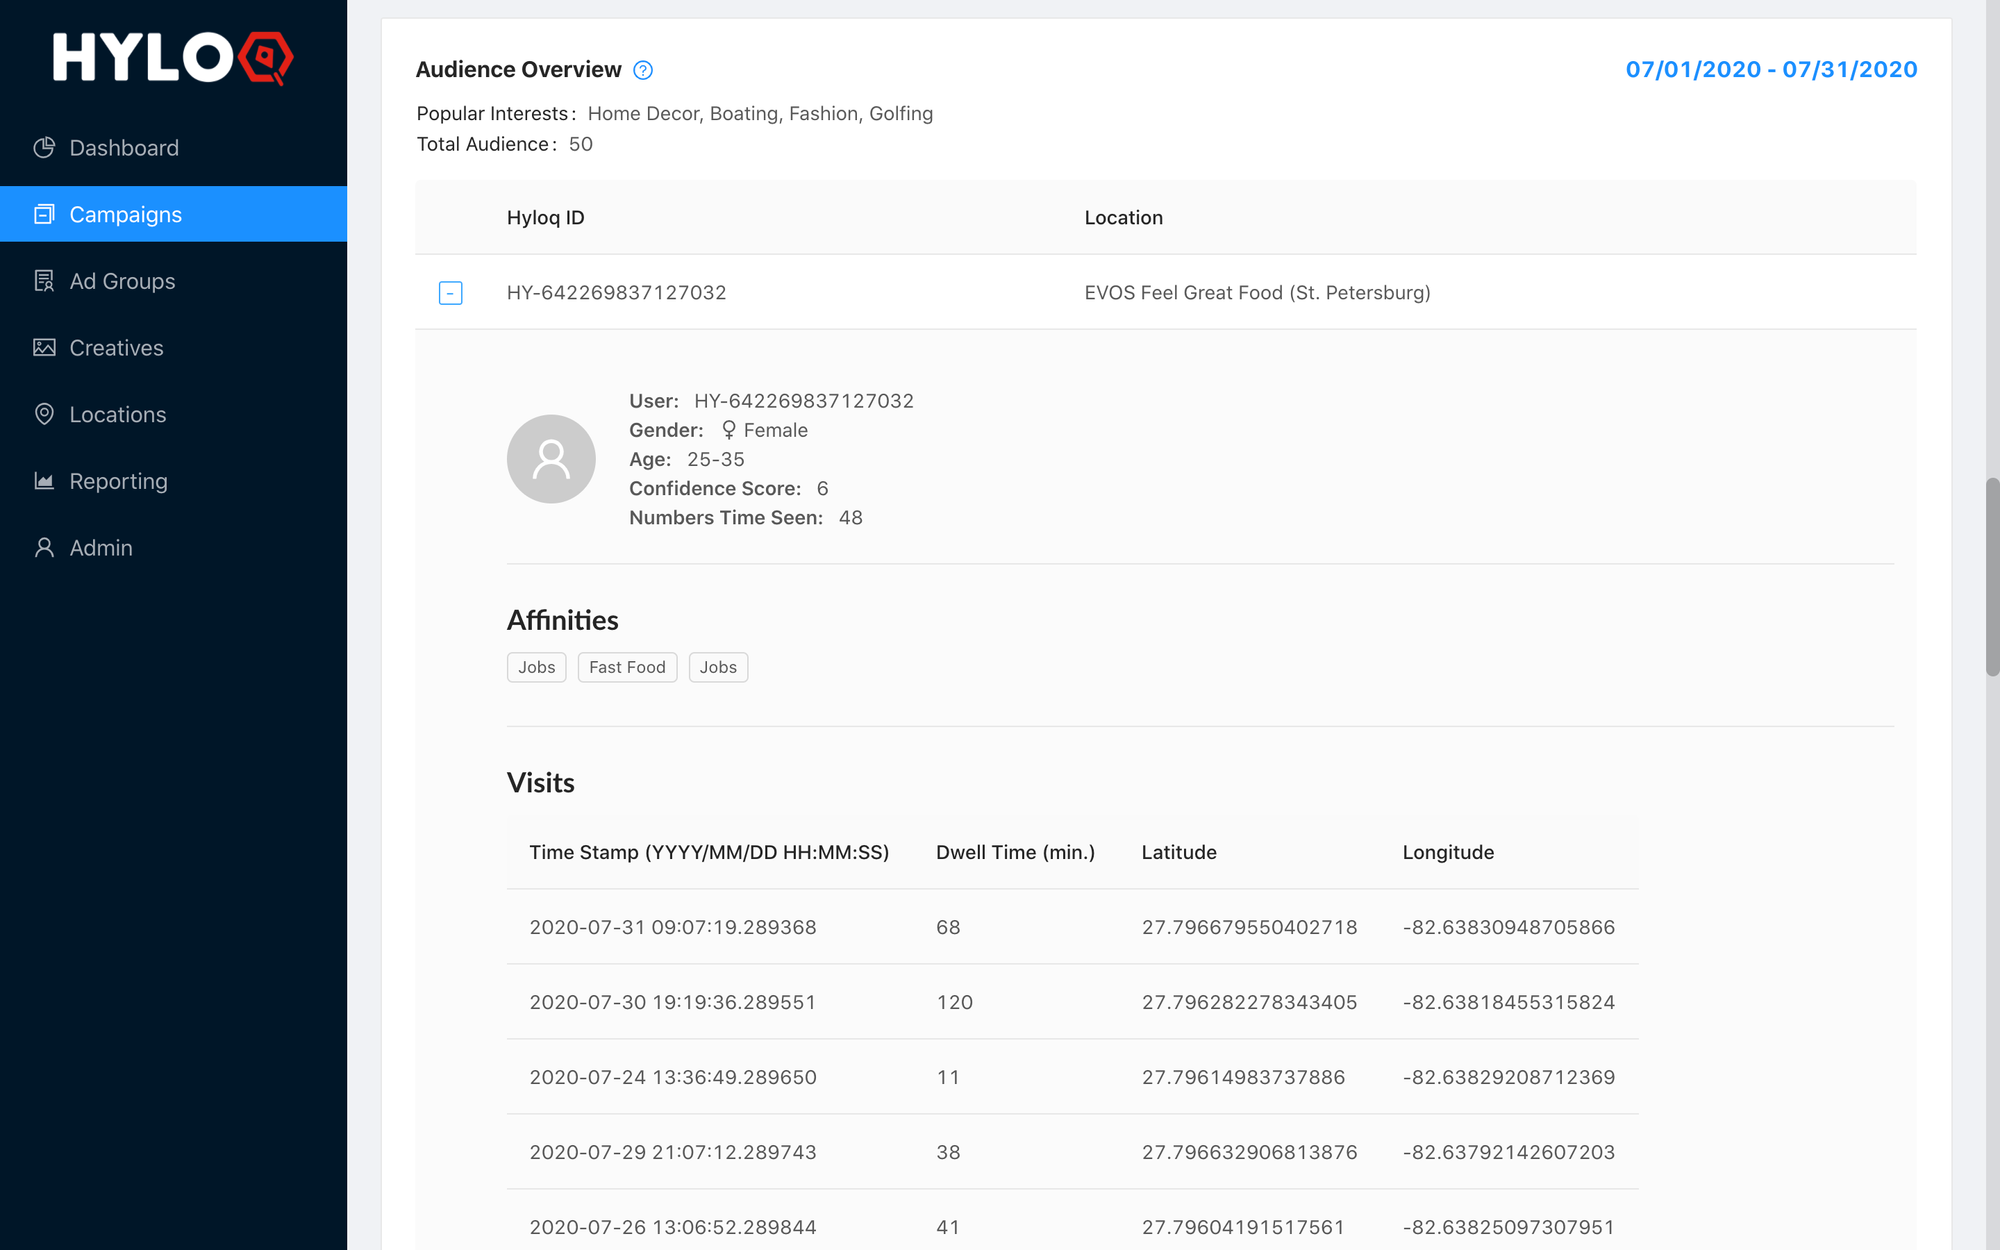 HYLOQ
Dashboard
Campaigns
Ad Groups
Creatives
Locations
Reporting
Admin
Audience Overview ?
07/01/2020 - 07/31/2020
Popular Interests: Home Decor, Boating, Fashion, Golfing
Total Audience: 50
Hyloq ID Location
- HY-642269837127032 EVOS Feel Great Food (St. Petersburg)
User: HY-642269837127032
Gender: ♀ Female
Age: 25-35
Confidence Score: 6
Numbers Time Seen: 48
Affinities
Jobs Fast Food Jobs
Visits
Time Stamp (YYYY/MM/DD HH:MM:SS) Dwell Time (min.) Latitude Longitude
2020-07-31 09:07:19.289368 68 27.796679550402718 -82.63830948705866
2020-07-30 19:19:36.289551 120 27.796282278343405 -82.63818455315824
2020-07-24 13:36:49.289650 11 27.79614983737886 -82.63829208712369
2020-07-29 21:07:12.289743 38 27.796632906813876 -82.63792142607203
2020-07-26 13:06:52.289844 41 27.79604191517561 -82.63825097307951